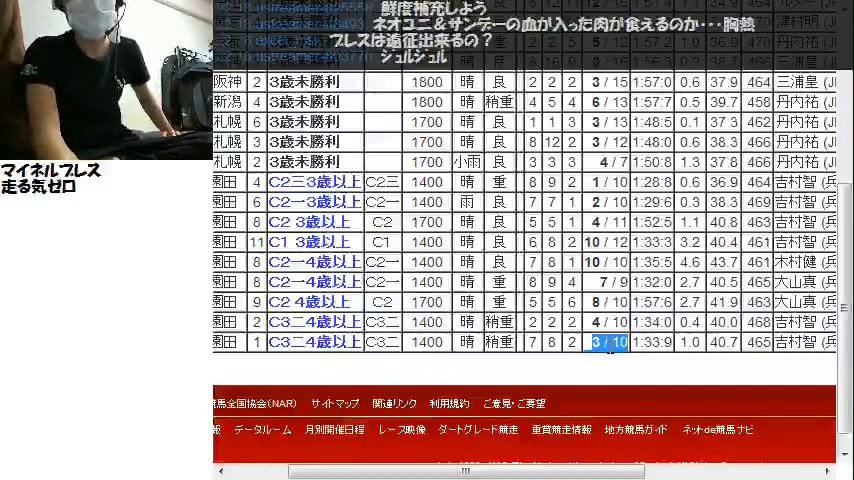 鮮度補充しよう
ネオユニ&サンデーの血が入った肉が食えるのか・・・胸熱
ブレスは遠征出来るの?
シュルシュル
マイネルブレス
走る気ゼロ
阪神 2 3歳未勝利 1800 晴 良 2 2 2 3 / 15 1:57:0 0.6 37.9 464 三浦皇
新潟 4 3歳未勝利 1800 晴 稍重 4 5 4 6 / 13 1:57:7 0.5 39.7 458 丹内祐
札幌 6 3歳未勝利 1700 晴 良 1 1 3 3 / 13 1:48:5 0.1 37.3 462 丹内祐
札幌 4 3歳未勝利 1700 晴 良 8 12 2 3 / 12 1:48:0 0.6 38.3 466 丹内祐
札幌 2 3歳未勝利 1700 小雨 良 3 3 3 4 / 7 1:50:8 1.3 37.8 466 丹内祐
園田 4 C2三3歳以上 C2三 1400 晴 良 8 9 2 1 / 10 1:28:8 0.6 36.9 464 吉村智
園田 6 C2一3歳以上 C2一 1400 雨 良 7 7 1 2 / 10 1:29:6 0.3 38.3 469 吉村智
園田 8 C2 3歳以上 C2 1700 晴 良 5 5 1 4 / 11 1:52:5 1.1 40.8 463 吉村智
園田 11 C1 3歳以上 C1 1400 晴 良 6 8 2 10 / 12 1:33:3 3.2 40.4 461 吉村智
園田 8 C2一4歳以上 C2一 1400 晴 良 8 10 1 10 / 10 1:35:5 4.6 43.7 461 木村健
園田 8 C2一4歳以上 C2一 1400 晴 重 8 9 4 7 / 9 1:32:0 2.7 40.5 465 大山真
園田 9 C2 4歳以上 C2 1700 晴 重 5 5 6 8 / 10 1:57:6 2.7 41.9 463 大山真
園田 2 C3二4歳以上 C3二 1400 晴 稍重 2 2 2 4 / 10 1:34:0 0.4 40.0 468 吉村智
園田 1 C3二4歳以上 C3二 1400 晴 稍重 7 8 2 3 / 10 1:33:9 1.0 40.7 465 吉村智
競馬全国協会(NAR) サイトマップ 関連リンク 利用規約 ご意見・ご要望
報 データルーム 月別開催日程 レース映像 ダートグレード競走 重賞競走情報 地方競馬ガイド ネットde競馬ナビ